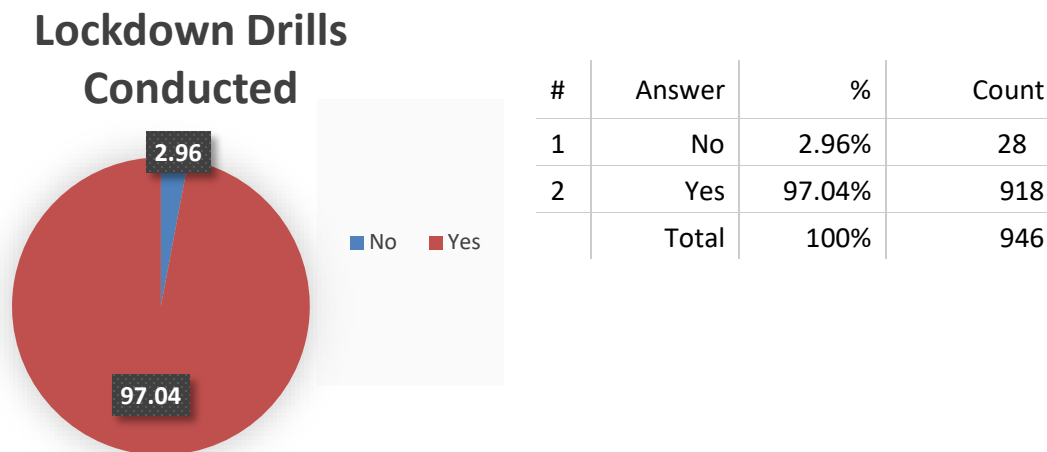 Lockdown Drills
Conducted
2.96
97.04
No Yes
# Answer % Count
1 No 2.96% 28
2 Yes 97.04% 918
Total 100% 946